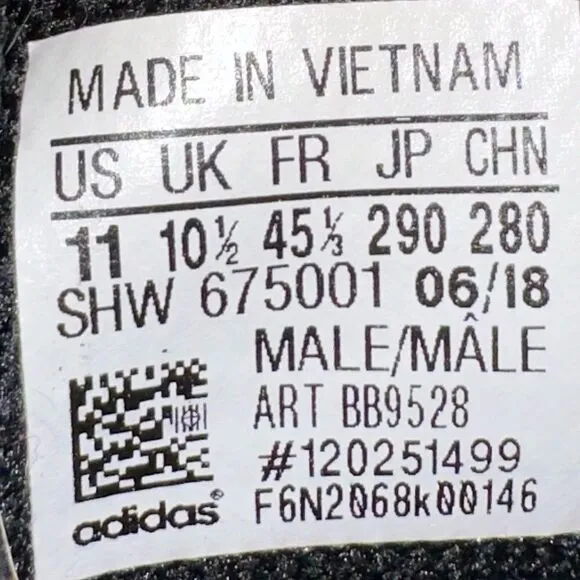 MADE IN VIETNAM
US UK FR JP CHN
11 10½ 45⅓ 290 280
SHW 675001 06/18
MALE/MÂLE
ART BB9528
#120251499
F6N2068k00146
adidas®